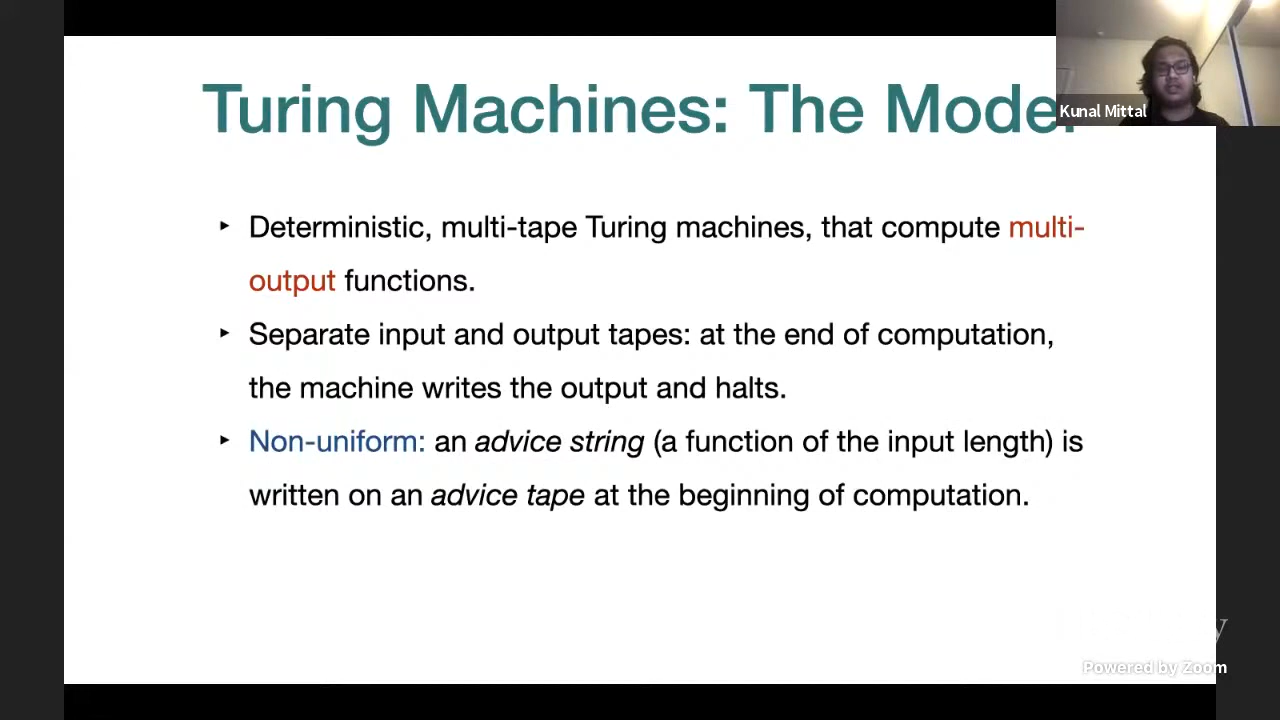 Turing Machines: The Model
Kunal Mittal
‣ Deterministic, multi-tape Turing machines, that compute multi-
output functions.
‣ Separate input and output tapes: at the end of computation,
the machine writes the output and halts.
‣ Non-uniform: an advice string (a function of the input length) is
written on an advice tape at the beginning of computation.
Powered by Zoom